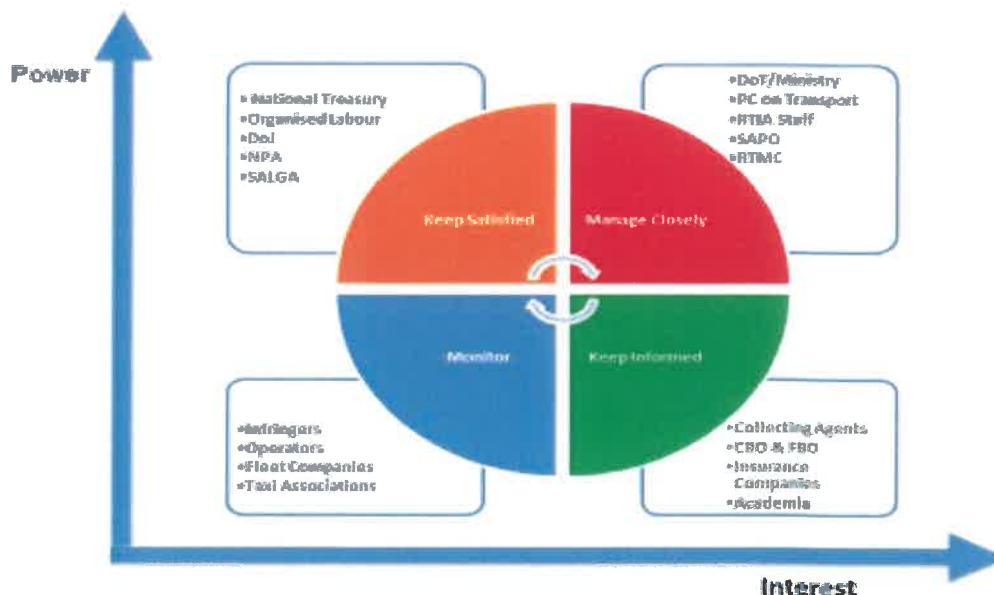 Power
•National Treasury
•Organised Labour
•DoJ
•NPA
•SALGA
•DoT/Ministry
•PC on Transport
•RTIA Staff
•SAPO
•RTMC
Keep Satisfied
Manage Closely
Monitor
Keep Informed
•Infringers
•Operators
•Fleet Companies
•Taxi Associations
•Collecting Agents
•CBO & FBO
•Insurance
Companies
•Academia
Interest